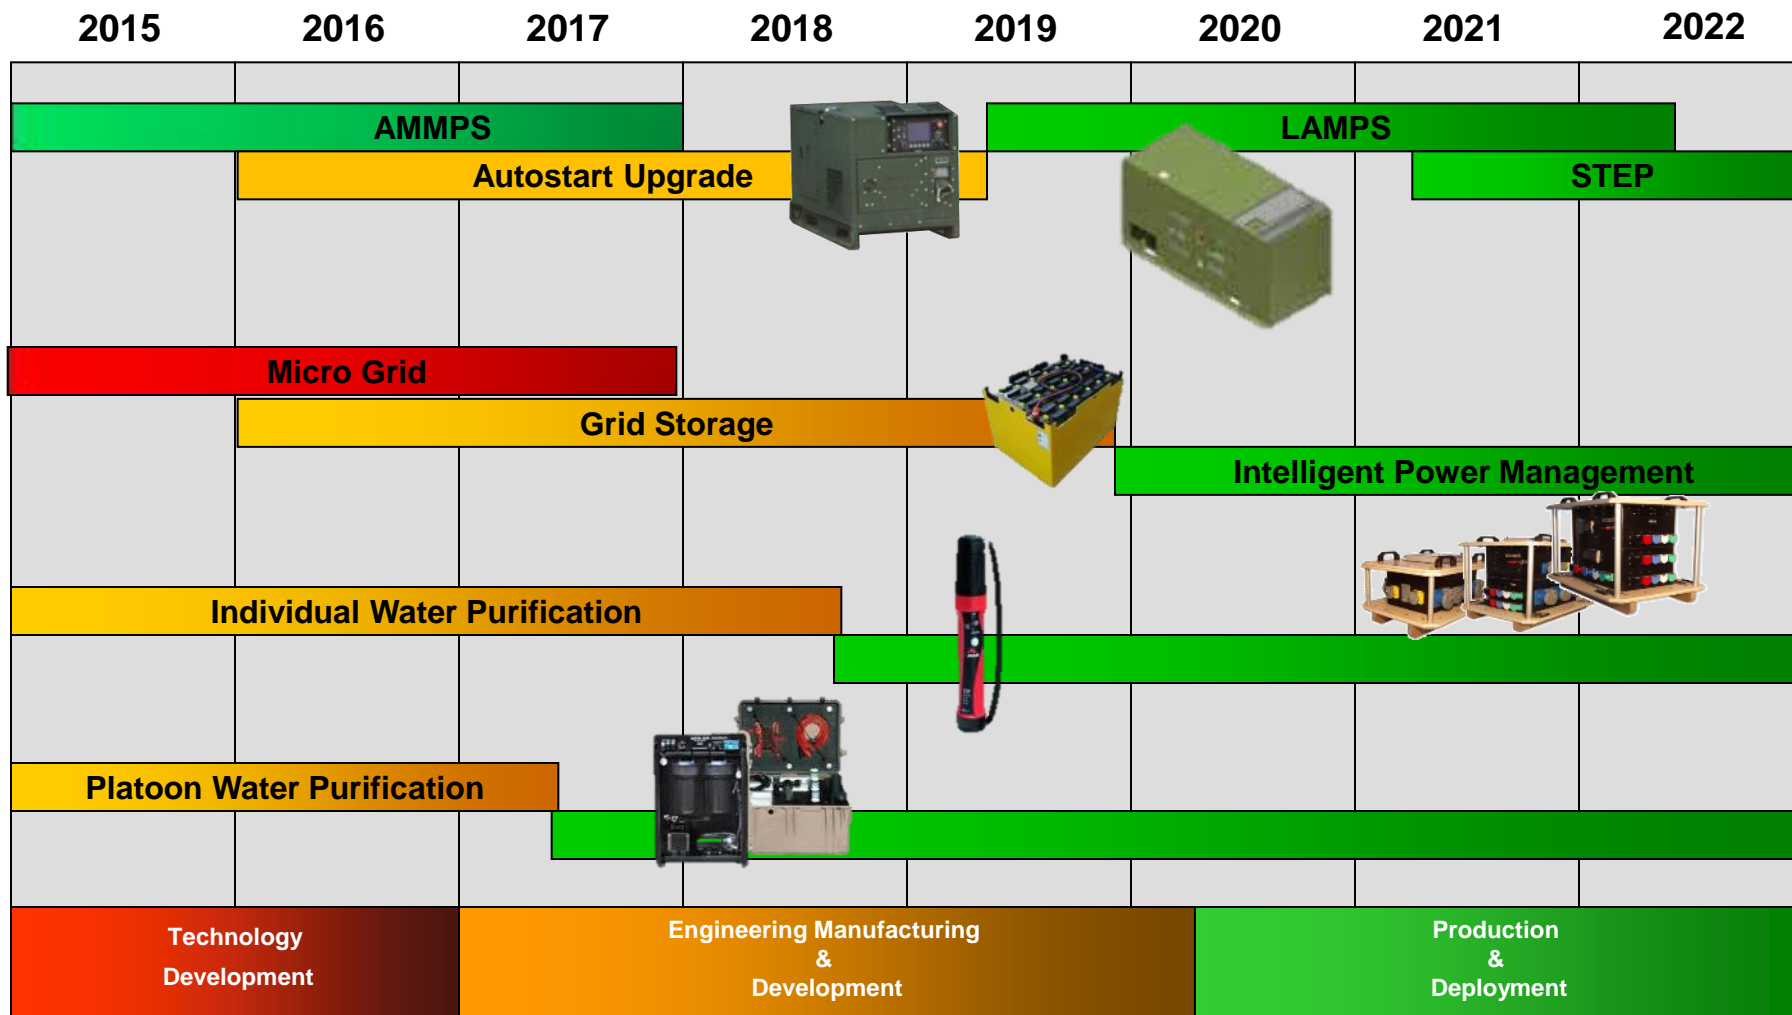 2015 2016 2017 2018 2019 2020 2021 2022
AMMPS
LAMPS
Autostart Upgrade
STEP
Micro Grid
Grid Storage
Intelligent Power Management
Individual Water Purification
Platoon Water Purification
Technology
Development
Engineering Manufacturing
&
Development
Production
&
Deployment